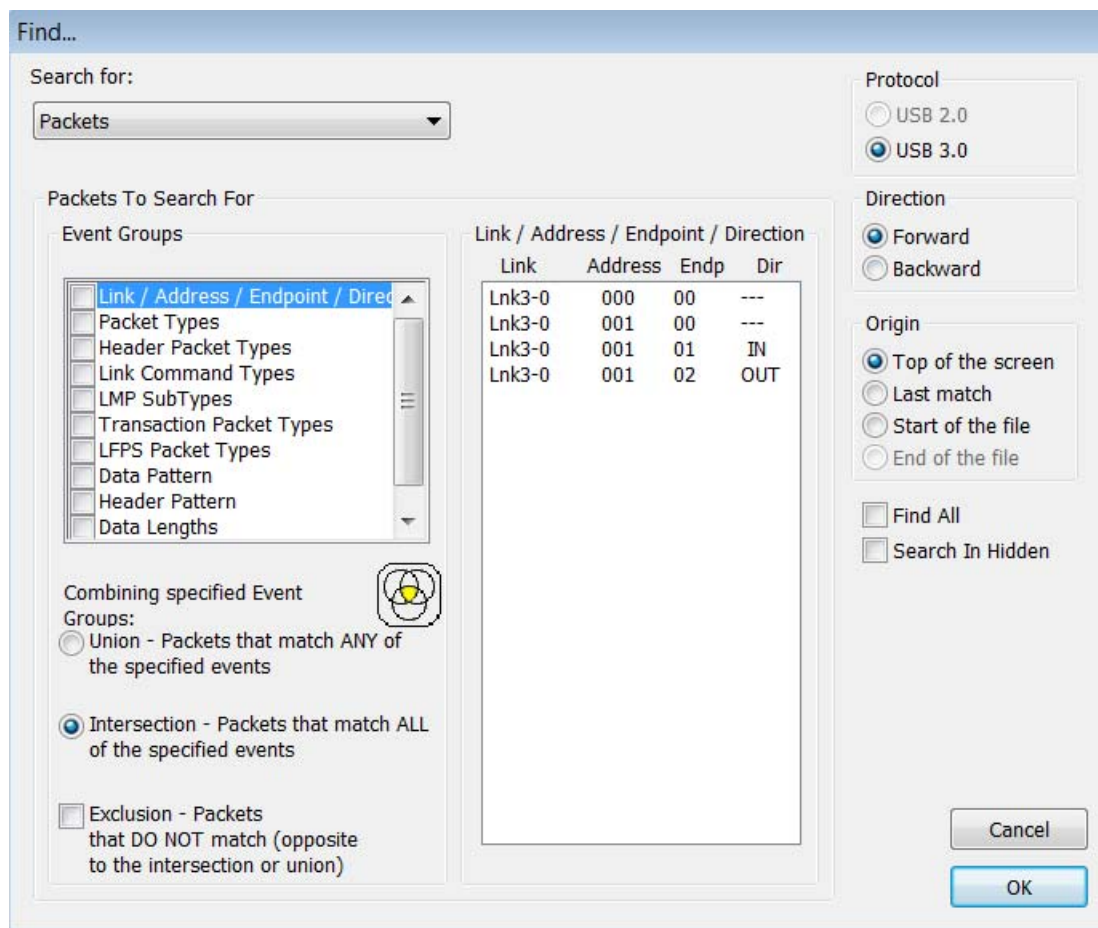 Find...
Search for:
Packets
Packets To Search For
Event Groups
Link / Address / Endpoint / Direc
Packet Types
Header Packet Types
Link Command Types
LMP SubTypes
Transaction Packet Types
LFPS Packet Types
Data Pattern
Header Pattern
Data Lengths
Combining specified Event
Groups:
Union - Packets that match ANY of
the specified events
Intersection - Packets that match ALL
of the specified events
Exclusion - Packets
that DO NOT match (opposite
to the intersection or union)
Link / Address / Endpoint / Direction
Link Address Endp Dir
Lnk3-0 000 00 ---
Lnk3-0 001 00 ---
Lnk3-0 001 01 IN
Lnk3-0 001 02 OUT
Protocol
USB 2.0
USB 3.0
Direction
Forward
Backward
Origin
Top of the screen
Last match
Start of the file
End of the file
Find All
Search In Hidden
Cancel
OK